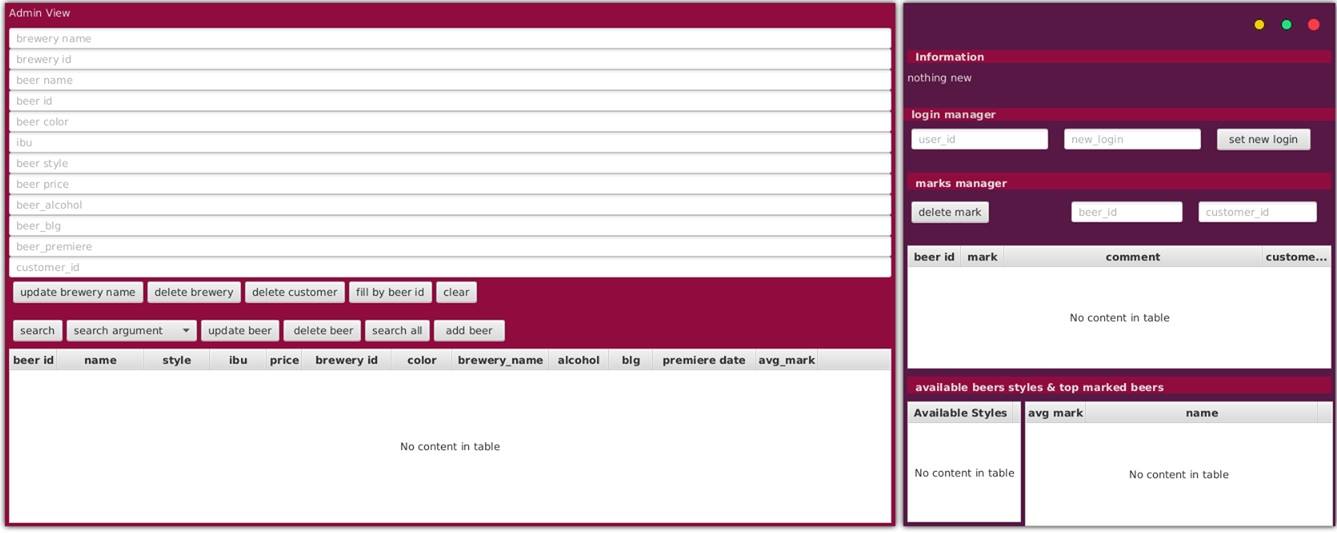 Admin View
brewery name
brewery id
beer name
beer id
beer color
ibu
beer style
beer price
beer_alcohol
beer_blg
beer_premiere
customer_id
update brewery name delete brewery delete customer fill by beer id clear
search search argument update beer delete beer search all add beer
beer id name style ibu price brewery id color brewery_name alcohol blg premiere date avg_mark
No content in table
Information
nothing new
login manager
user_id new_login set new login
marks manager
delete mark beer_id customer_id
beer id mark comment custome...
No content in table
available beers styles & top marked beers
Available Styles avg mark name
No content in table No content in table